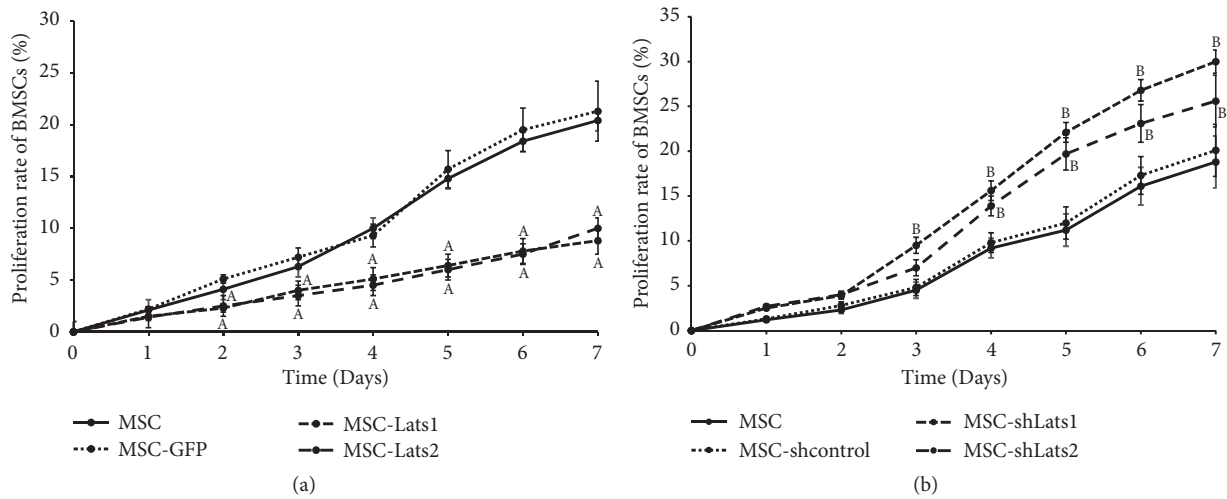 Proliferation rate of BMSCs (%)
30
25
20
15
10
5
0
A
A
A
A
A
A
A
A
A
A
A
A
0 1 2 3 4 5 6 7
Time (Days)
MSC
MSC-GFP
MSC-Lats1
MSC-Lats2
(a)
Proliferation rate of BMSCs (%)
35
30
25
20
15
10
5
0
B
B
B
B
B
B
B
B
B
0 1 2 3 4 5 6 7
Time (Days)
MSC
MSC-shcontrol
MSC-shLats1
MSC-shLats2
(b)